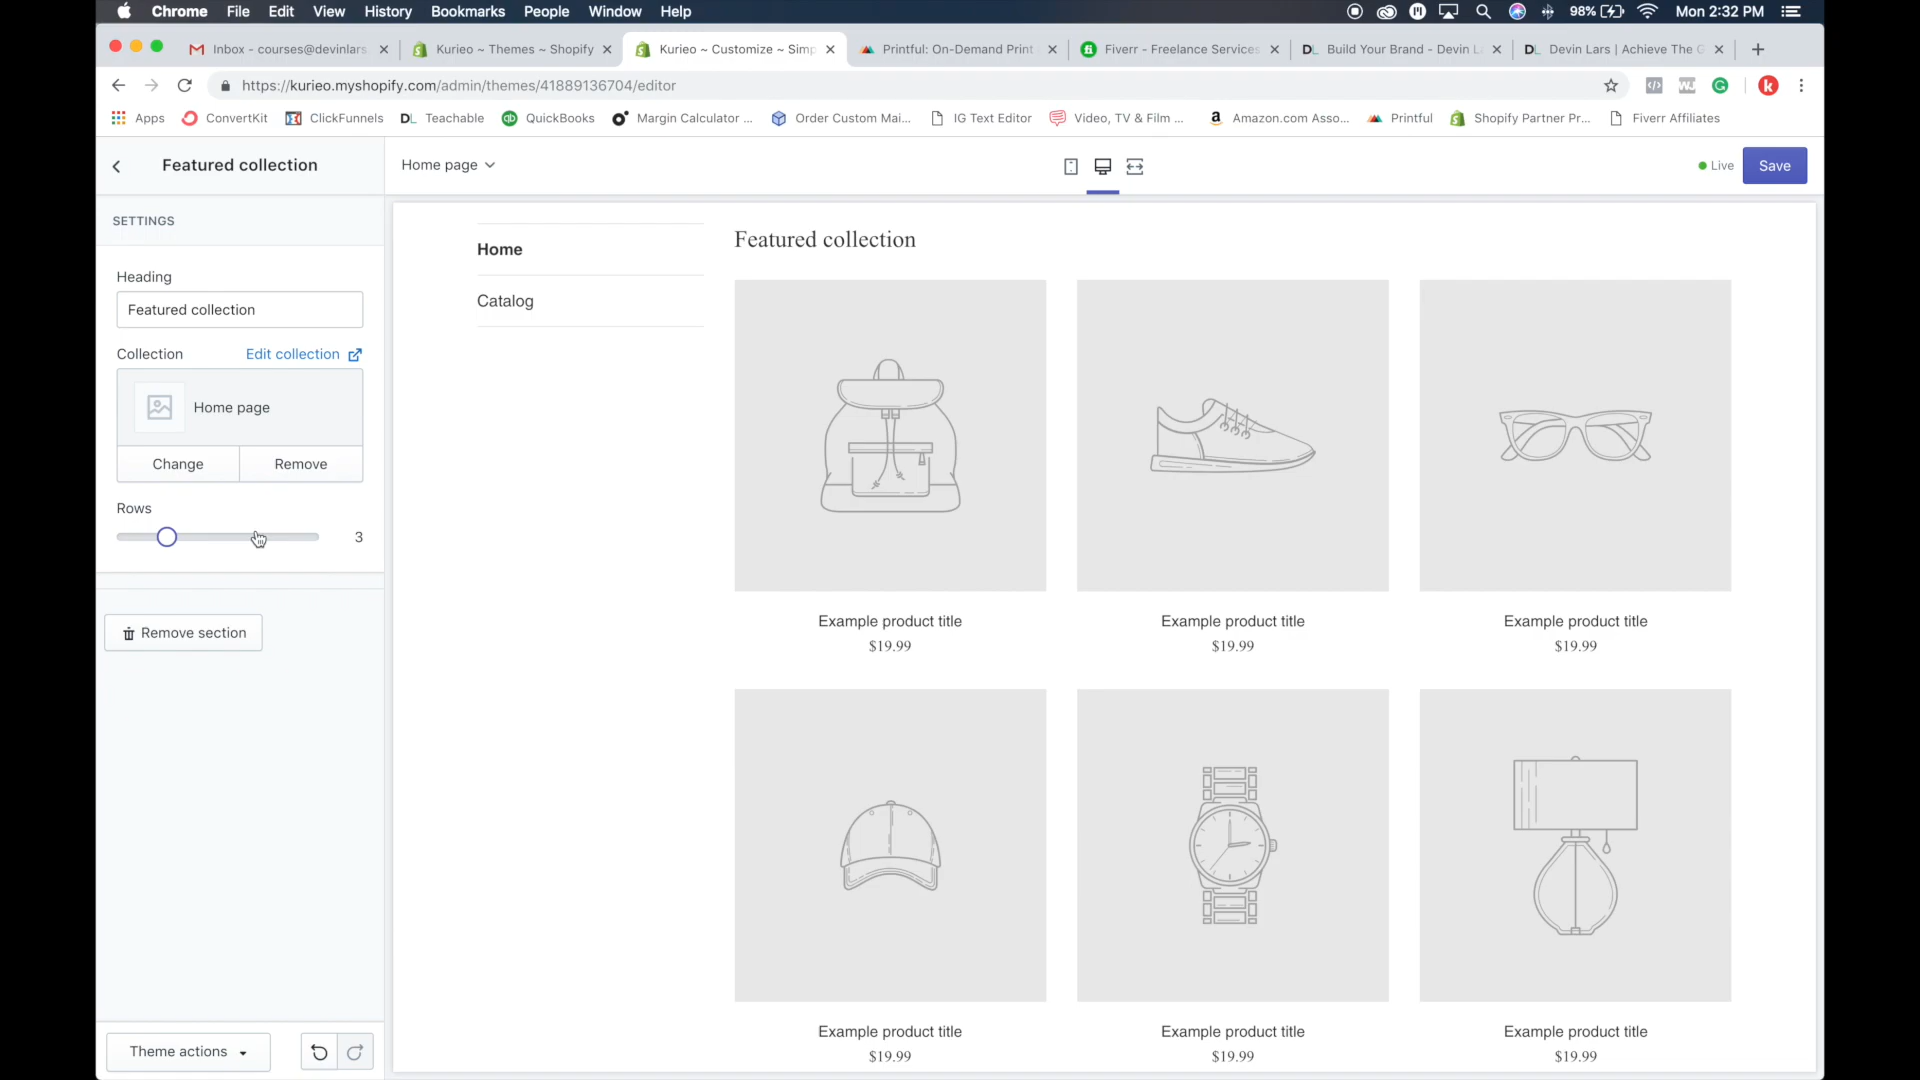 Chrome File Edit View History Bookmarks People Window Help 98% Mon 2:32 PM
Inbox - courses@devinlars. Kurieo ~ Themes ~ Shopify Kurieo ~ Customize ~ Simp Printful: On-Demand Print Fiverr - Freelance Services DL Build Your Brand - Devin L DL Devin Lars | Achieve The G
https://kurieo.myshopify.com/admin/themes/41889136704/editor k
Apps ConvertKit ClickFunnels DL Teachable QuickBooks Margin Calculator ... Order Custom Mai... IG Text Editor Video, TV & Film ... Amazon.com Asso... Printful Shopify Partner Pr... Fiverr Affiliates
Featured collection Home page Live Save
SETTINGS
Heading
Featured collection
Collection Edit collection
Home page
Change Remove
Rows
3
Remove section
Theme actions
Home
Catalog
Featured collection
Example product title Example product title Example product title
$19.99 $19.99 $19.99
Example product title Example product title Example product title
$19.99 $19.99 $19.99